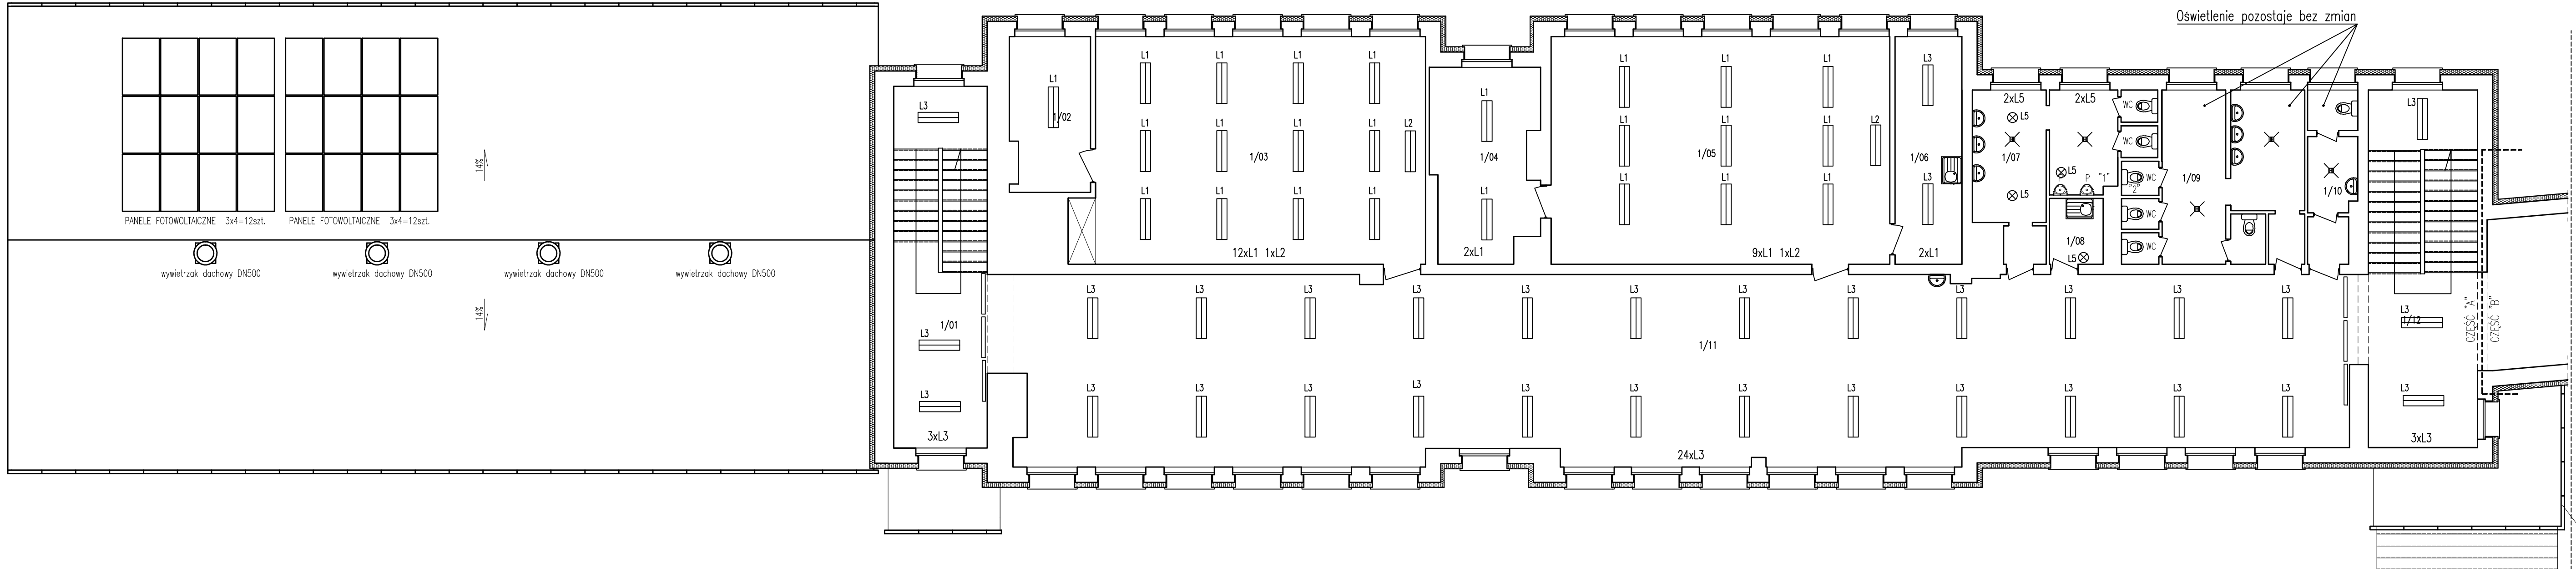 Oświetlenie pozostaje bez zmian
PANELE FOTOWOLTAICZNE 3x4=12szt.
PANELE FOTOWOLTAICZNE 3x4=12szt.
14%
14%
wywietrzak dachowy DN500
wywietrzak dachowy DN500
wywietrzak dachowy DN500
wywietrzak dachowy DN500
L3
L3
1/01
L3
3xL3
L1
1/02
L1 L1 L1 L1
L1 L1 L1 L1 L2
1/03
L1 L1 L1 L1
12xL1 1xL2
L1
1/04
L1
2xL1
L1 L1 L1
L1 L1 L1 L2
1/05
L1 L1 L1
9xL1 1xL2
L3
1/06
L3
2xL1
2xL5
L5
1/07
L5
2xL5
L5
P P "1"
1/08
L5
WC
WC
WC
"2"
WC
WC
1/09
1/10
L3 L3 L3 L3 L3 L3 L3 L3 L3 L3 L3 L3
1/11
L3 L3 L3 L3 L3 L3 L3 L3 L3 L3 L3 L3
24xL3
L3
L3
1/12
L3
3xL3
CZĘŚĆ "A"
CZĘŚĆ "B"